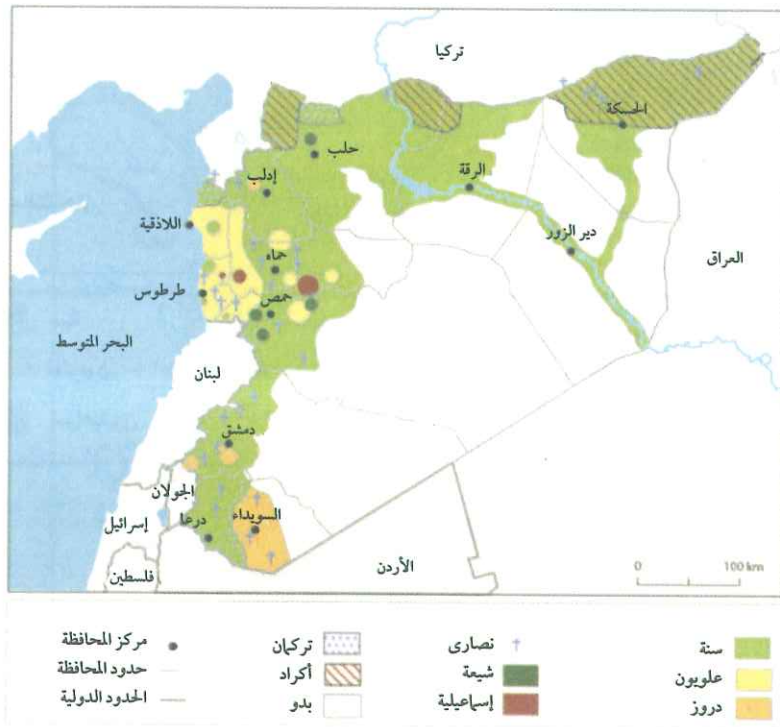 تركيا
الحسكة
حلب
إدلب
الرقة
اللاذقية
دير الزور
حماه
العراق
طرطوس
حمص
البحر المتوسط
لبنان
دمشق
الجولان
السويداء
إسرائيل
درعا
الأردن
فلسطين
0 100 km
سنة
نصارى
تركمان
مركز المحافظة
علويون
شيعة
أكراد
حدود المحافظة
دروز
إسماعيلية
بدو
الحدود الدولية